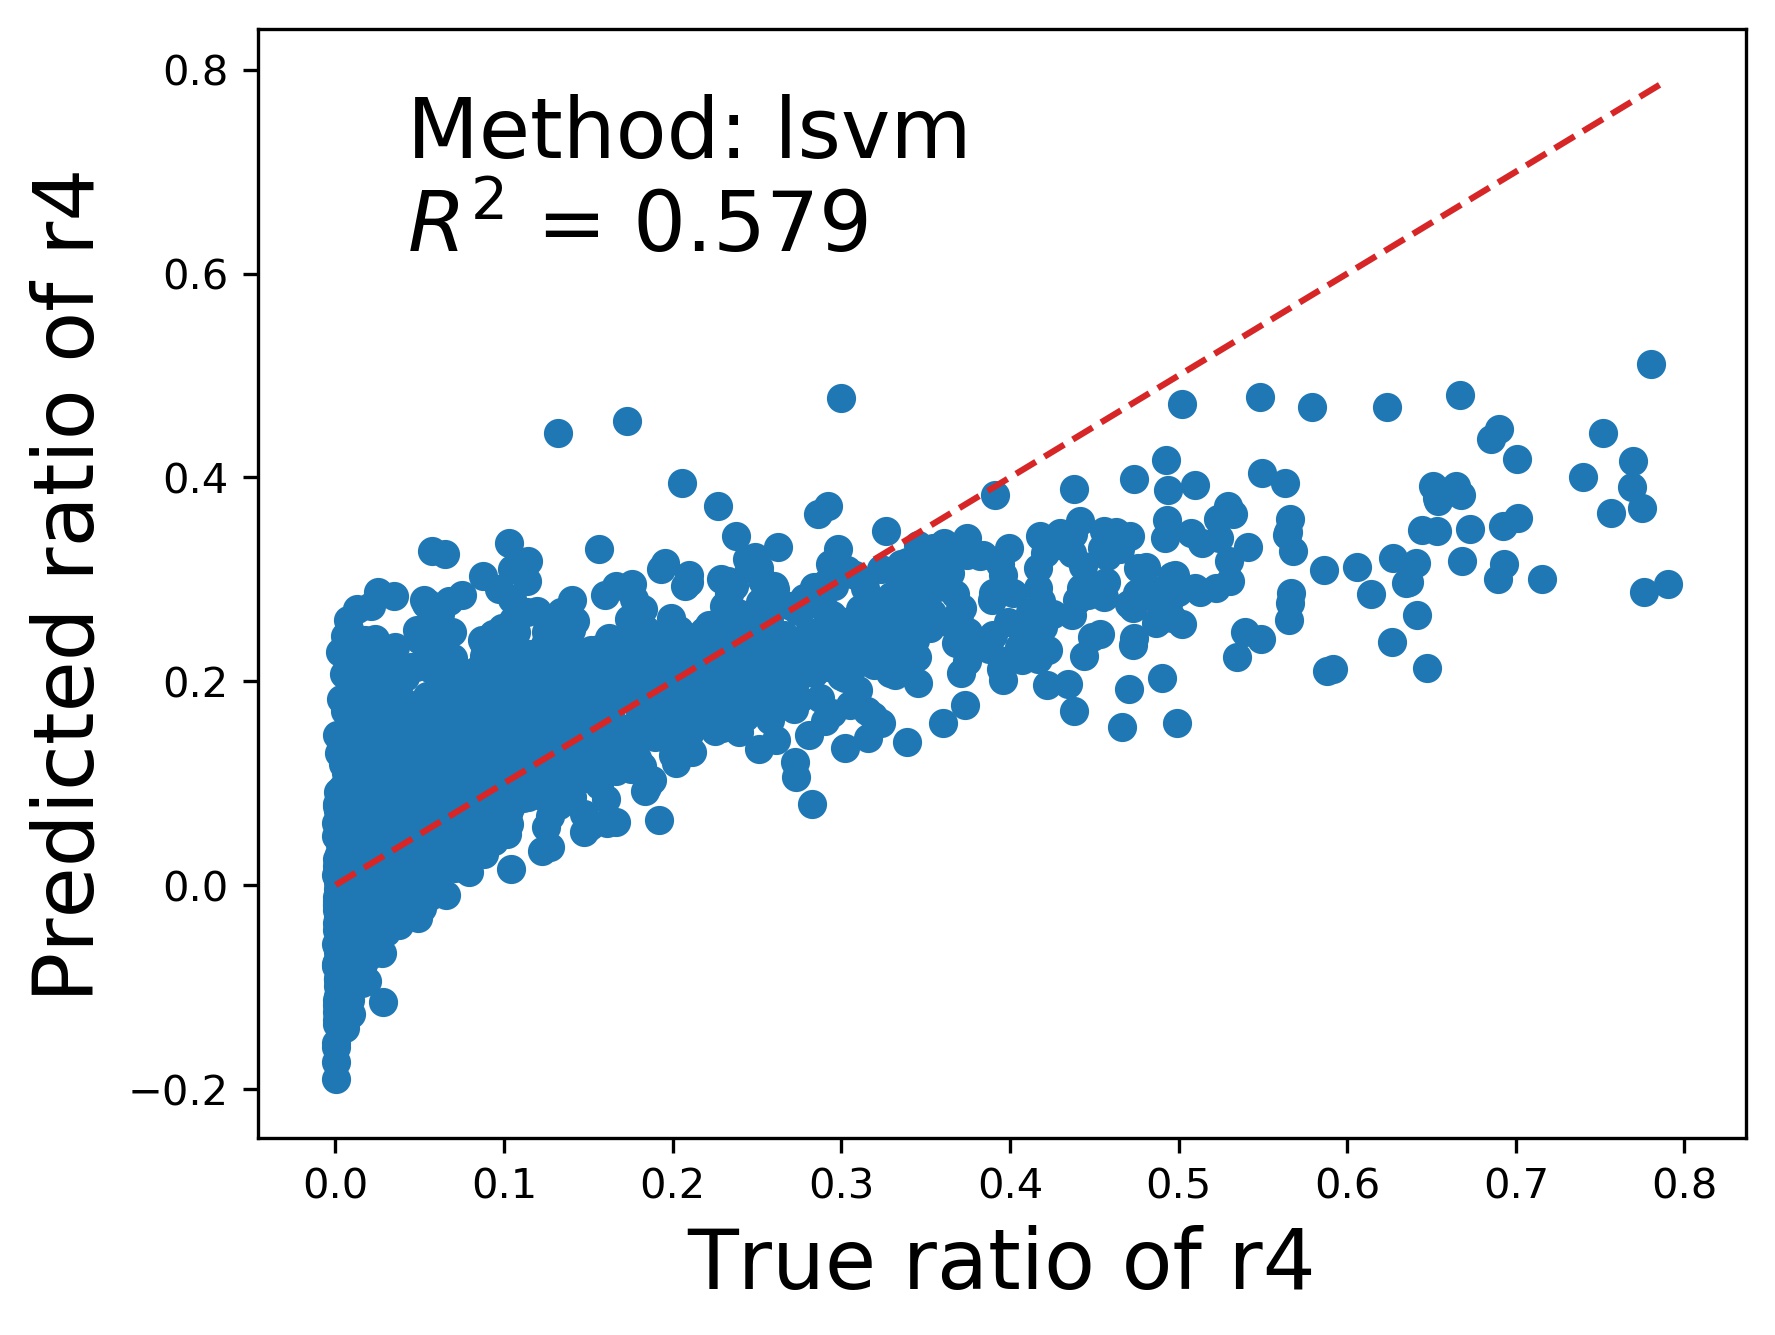 Method: lsvm
R² = 0.579
Predicted ratio of r4
0.8
0.6
0.4
0.2
0.0
−0.2
0.0 0.1 0.2 0.3 0.4 0.5 0.6 0.7 0.8
True ratio of r4